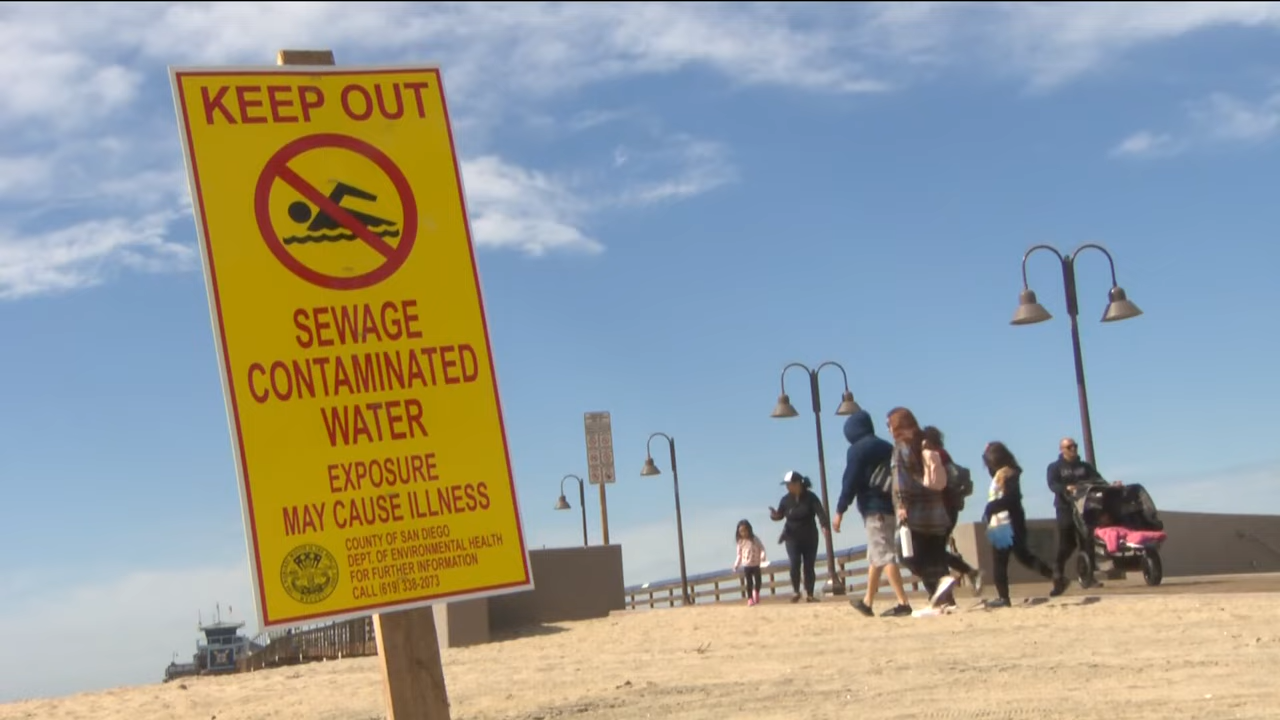 KEEP OUT
SEWAGE
CONTAMINATED
WATER
EXPOSURE
MAY CAUSE ILLNESS
COUNTY OF SAN DIEGO
DEPT. OF ENVIRONMENTAL HEALTH
FOR FURTHER INFORMATION
CALL (619) 338-2073